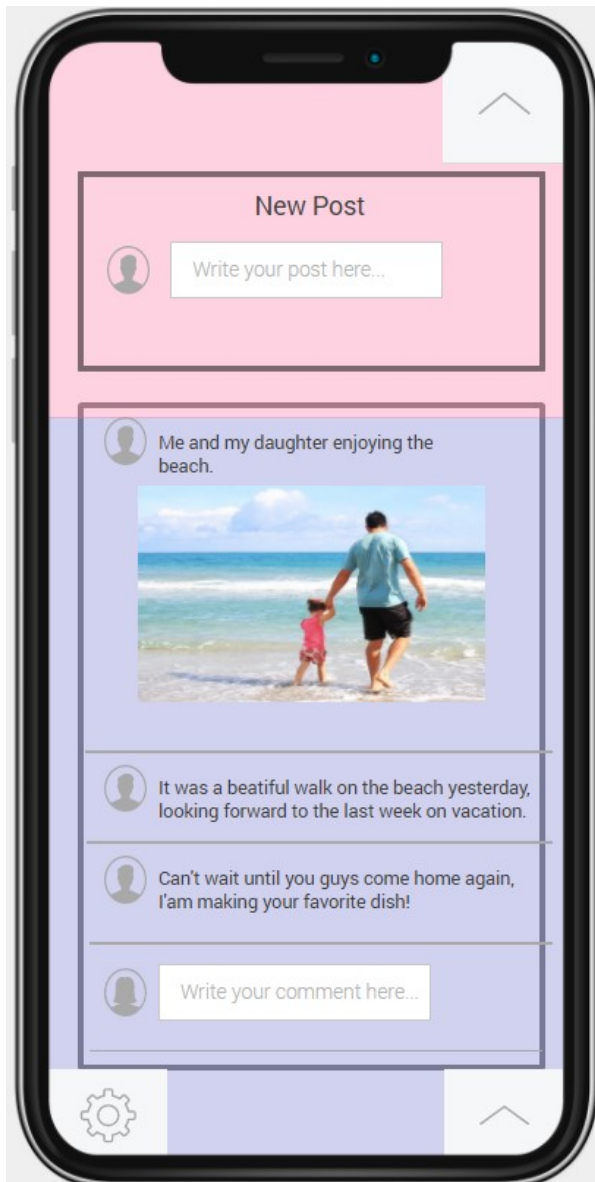 New Post
Write your post here...
Me and my daughter enjoying the
beach.
It was a beatiful walk on the beach yesterday,
looking forward to the last week on vacation.
Can't wait until you guys come home again,
I'am making your favorite dish!
Write your comment here...